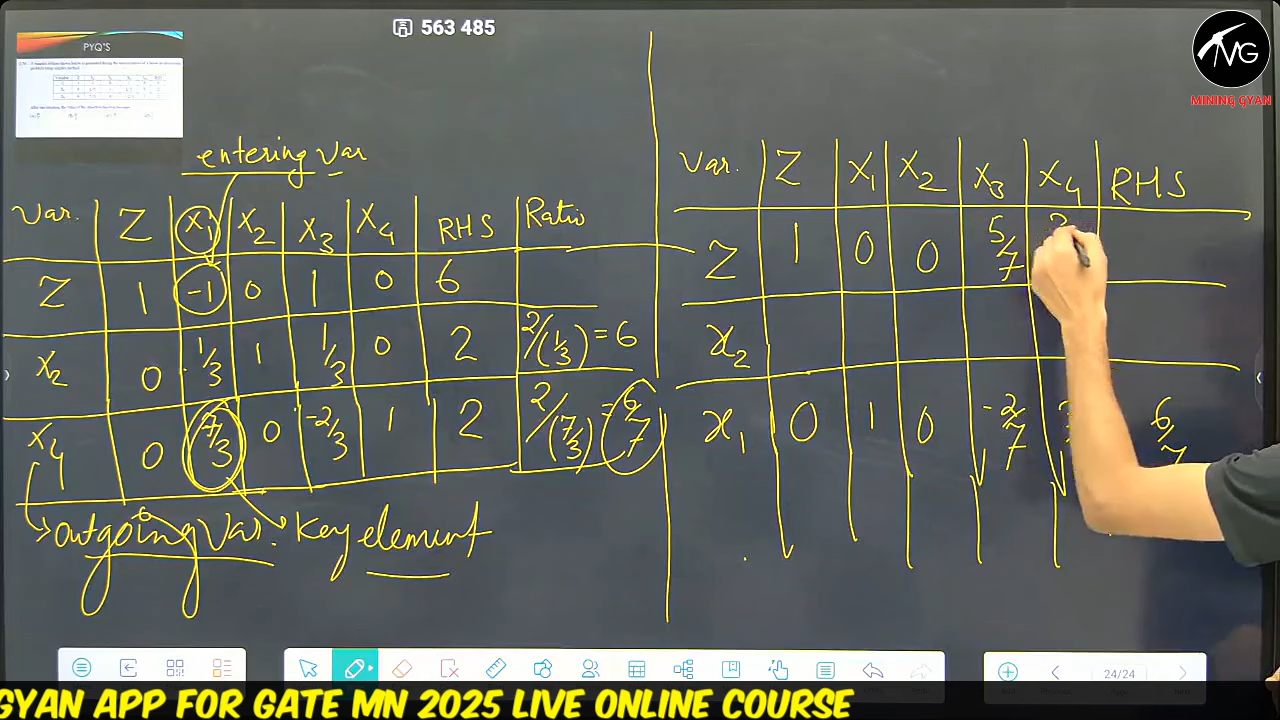 563 485
PYQ'S
MG
MINING GYAN
entering var
Var. Z X1 X2 X3 X4 RHS Ratio
Z 1 -1 0 1 0 6
X2 0 1/3 1 1/3 0 2 2/(1/3) = 6
X4 0 7/3 0 -2/3 1 2 2/(7/3) = 6/7
Outgoing Var. Key element
Var. Z X1 X2 X3 X4 RHS
Z 1 0 0 5/7
x2
x1 0 1 0 -2/7 6/7
24/24
GYAN APP FOR GATE MN 2025 LIVE ONLINE COURSE